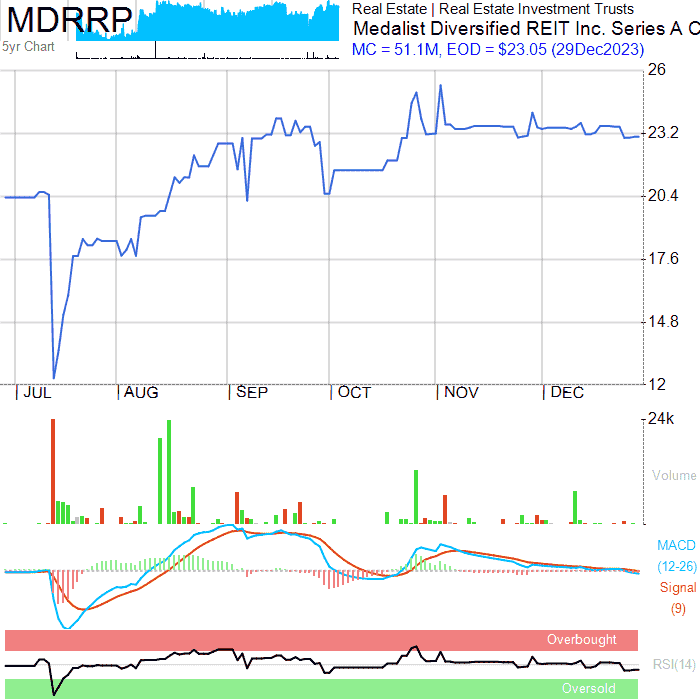 MDRRP
5yr Chart
Real Estate | Real Estate Investment Trusts
Medalist Diversified REIT Inc. Series A C
MC = 51.1M, EOD = $23.05 (29Dec2023)
26
23.2
20.4
17.6
14.8
12
|JUL |AUG |SEP |OCT |NOV |DEC
24k
Volume
MACD
(12-26)
Signal
(9)
Overbought
RSI(14)
Oversold